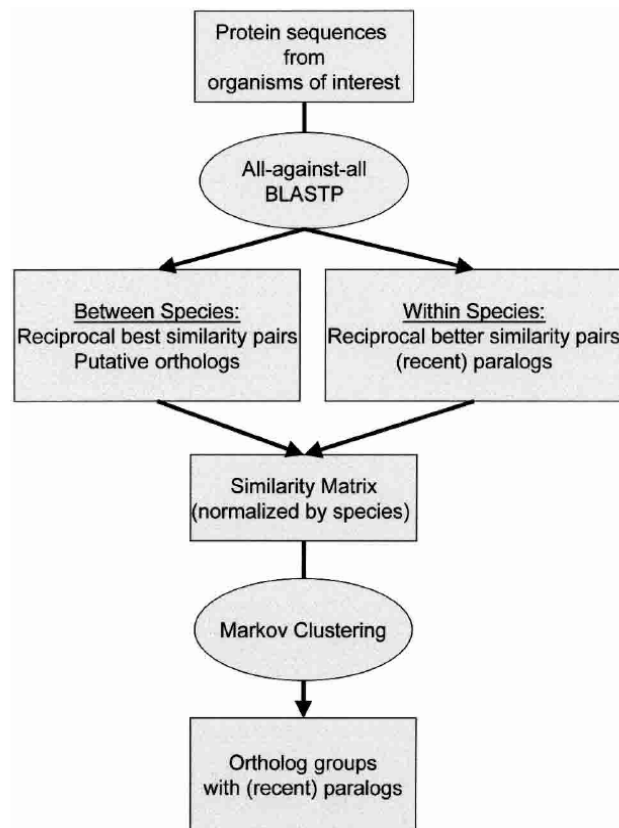 Protein sequences
from
organisms of interest
All-against-all
BLASTP
Between Species:
Reciprocal best similarity pairs
Putative orthologs
Within Species:
Reciprocal better similarity pairs
(recent) paralogs
Similarity Matrix
(normalized by species)
Markov Clustering
Ortholog groups
with (recent) paralogs